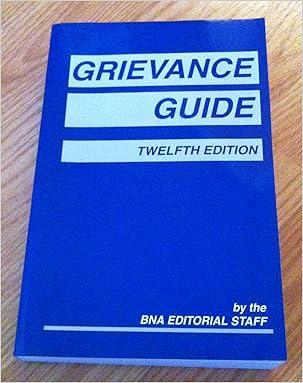 GRIEVANCE
GUIDE
TWELFTH EDITION
by the
BNA EDITORIAL STAFF